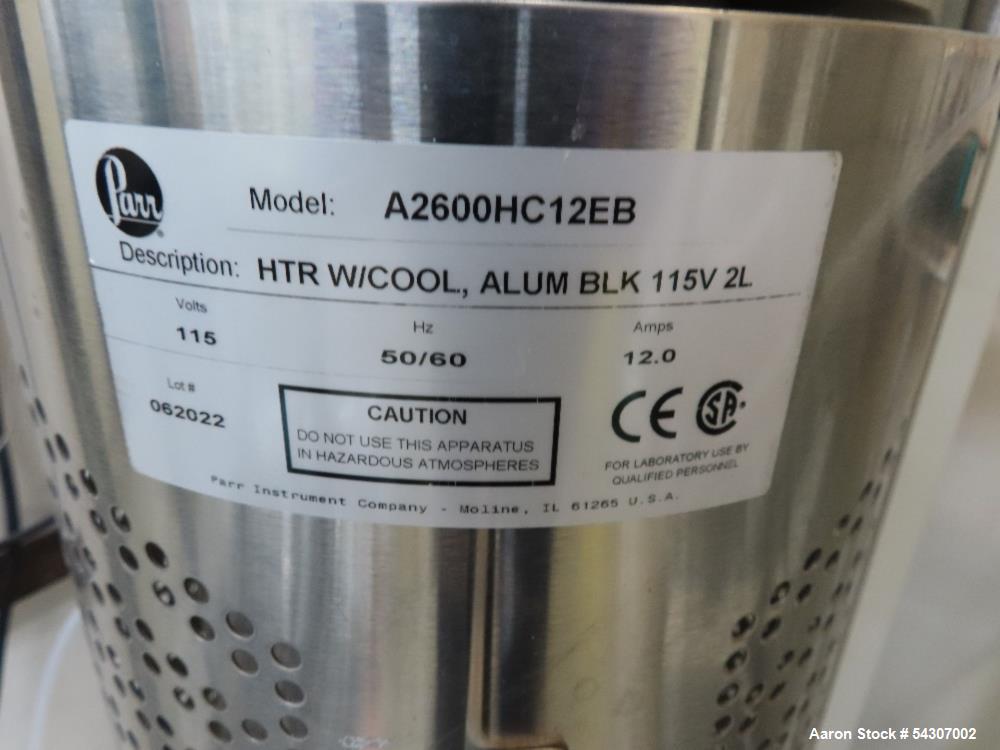 Parr
Model: A2600HC12EB
Description: HTR W/COOL, ALUM BLK 115V 2L
Volts Hz Amps
115 50/60 12.0
Lot #
062022
CAUTION
DO NOT USE THIS APPARATUS
IN HAZARDOUS ATMOSPHERES
CE SA
FOR LABORATORY USE BY
QUALIFIED PERSONNEL
Parr Instrument Company - Moline, IL 61265 U.S.A.
Aaron Stock # 54307002